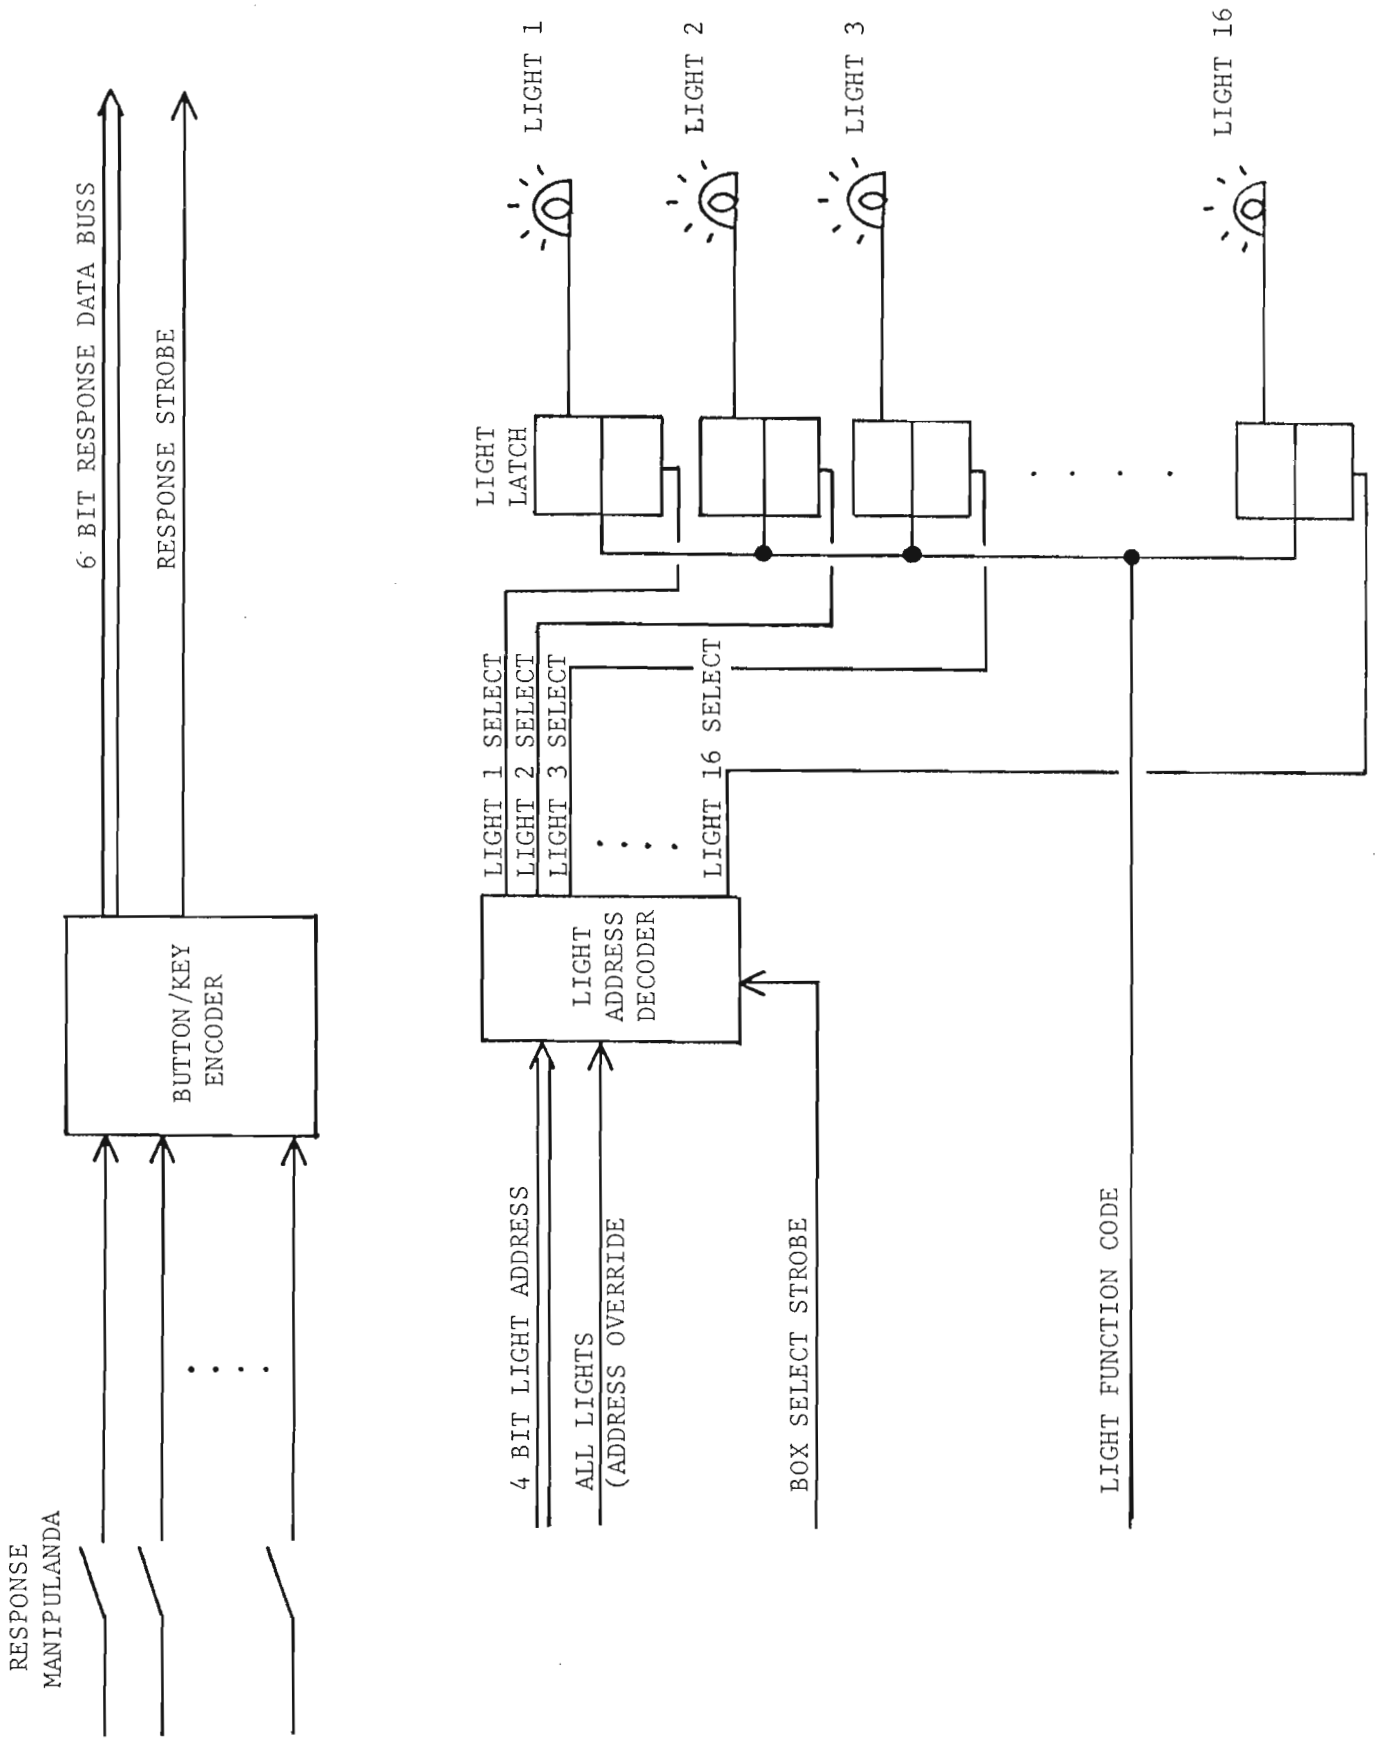 RESPONSE
MANIPULANDA
BUTTON/KEY
ENCODER
6 BIT RESPONSE DATA BUSS
RESPONSE STROBE
4 BIT LIGHT ADDRESS
ALL LIGHTS
(ADDRESS OVERRIDE
BOX SELECT STROBE
LIGHT FUNCTION CODE
LIGHT
ADDRESS
DECODER
LIGHT 1 SELECT
LIGHT 2 SELECT
LIGHT 3 SELECT
. . . .
LIGHT 16 SELECT
LIGHT
LATCH
LIGHT 1
LIGHT 2
LIGHT 3
LIGHT 16